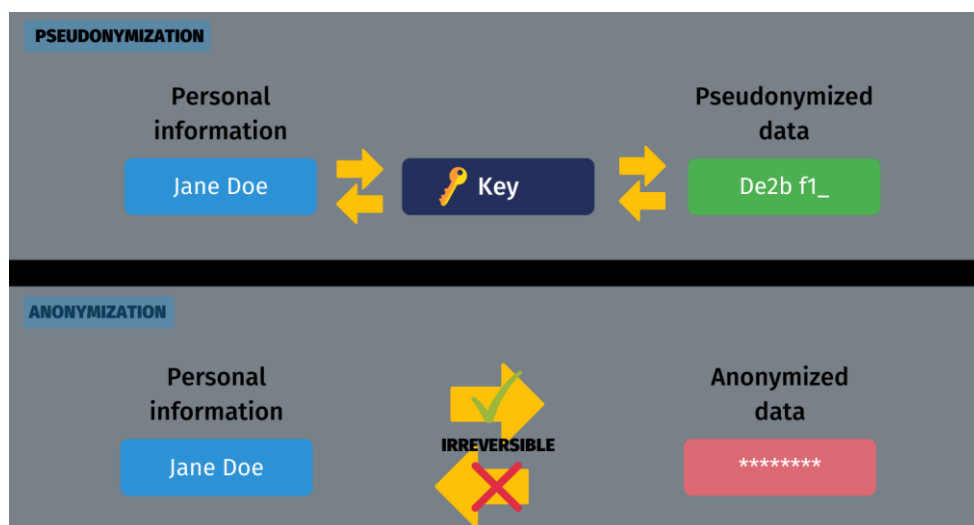 PSEUDONYMIZATION
Personal
information
Pseudonymized
data
Jane Doe
Key
De2b f1_
ANONYMIZATION
Personal
information
Anonymized
data
IRREVERSIBLE
Jane Doe
********